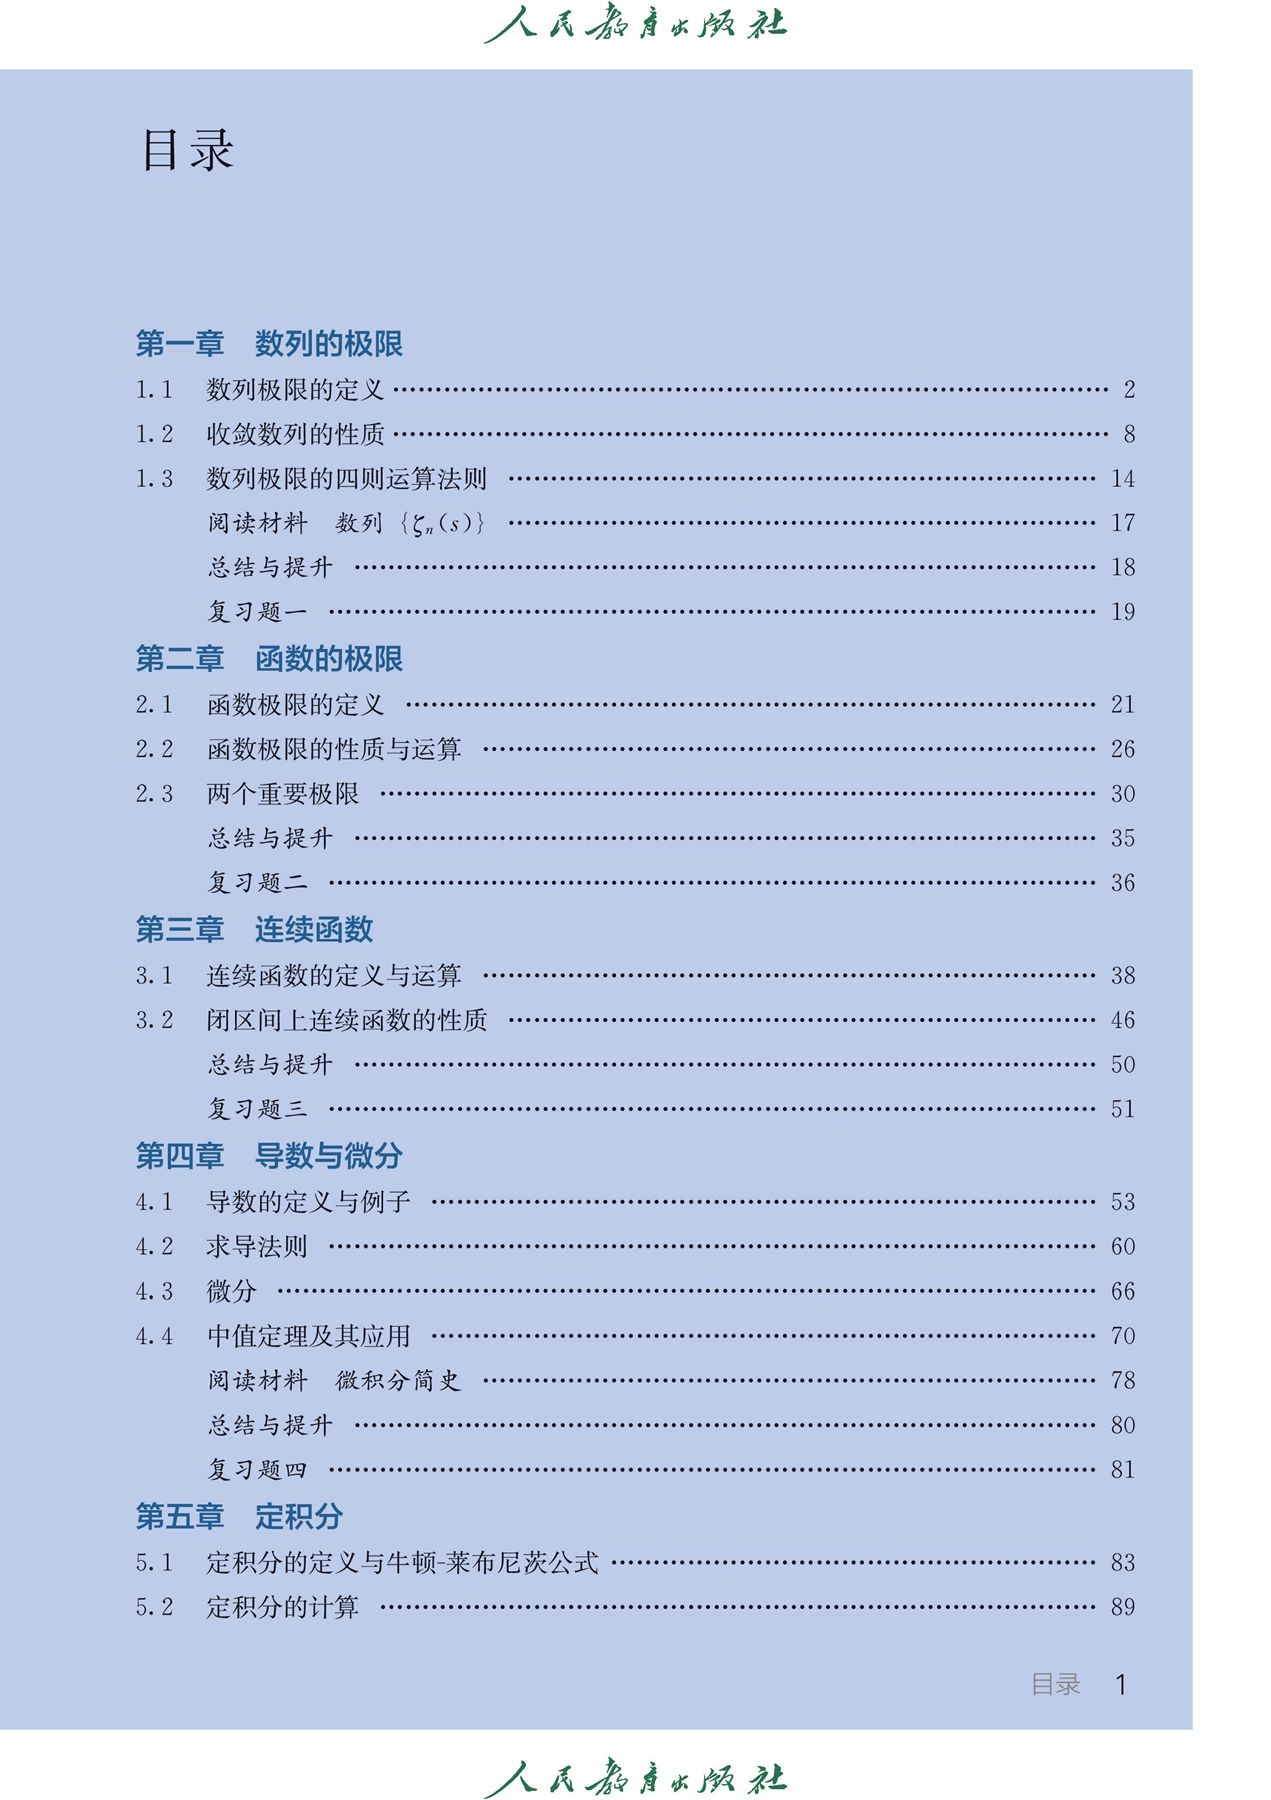 人民教育出版社
目录
第一章 数列的极限
1.1 数列极限的定义 …… 2
1.2 收敛数列的性质 …… 8
1.3 数列极限的四则运算法则 …… 14
阅读材料 数列{ζₙ(s)} …… 17
总结与提升 …… 18
复习题一 …… 19
第二章 函数的极限
2.1 函数极限的定义 …… 21
2.2 函数极限的性质与运算 …… 26
2.3 两个重要极限 …… 30
总结与提升 …… 35
复习题二 …… 36
第三章 连续函数
3.1 连续函数的定义与运算 …… 38
3.2 闭区间上连续函数的性质 …… 46
总结与提升 …… 50
复习题三 …… 51
第四章 导数与微分
4.1 导数的定义与例子 …… 53
4.2 求导法则 …… 60
4.3 微分 …… 66
4.4 中值定理及其应用 …… 70
阅读材料 微积分简史 …… 78
总结与提升 …… 80
复习题四 …… 81
第五章 定积分
5.1 定积分的定义与牛顿-莱布尼茨公式 …… 83
5.2 定积分的计算 …… 89
目录 1
人民教育出版社